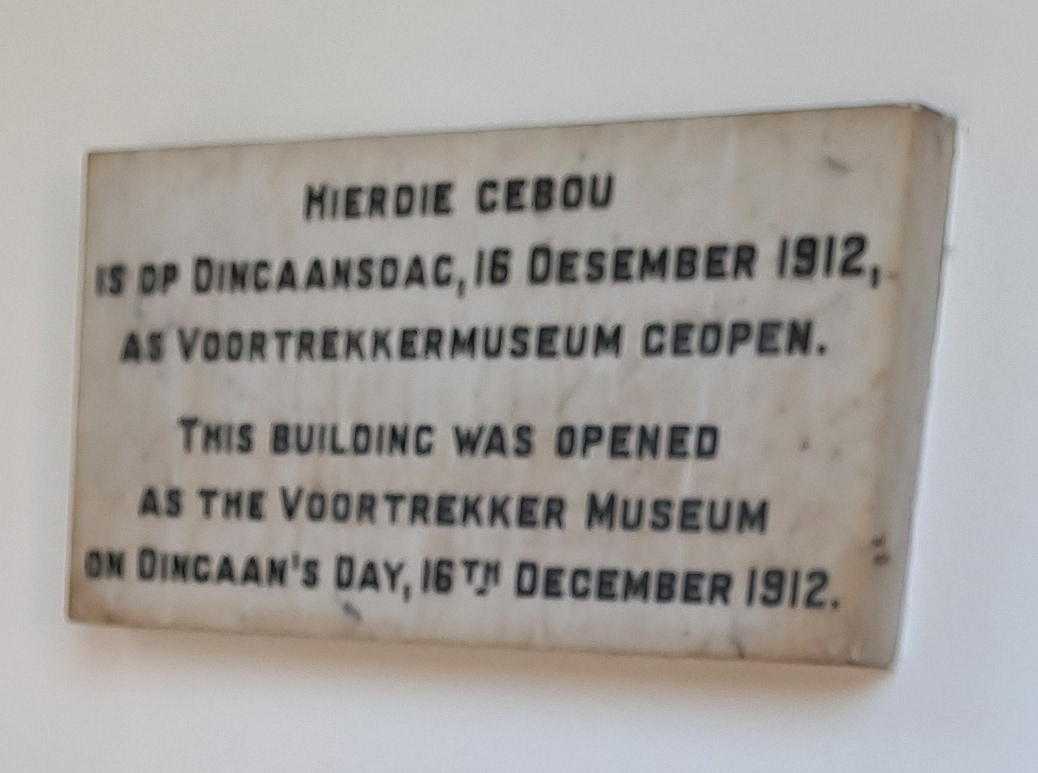 HIERDIE GEBOU
IS OP DINGAANSDAG, 16 DESEMBER 1912,
AS VOORTREKKERMUSEUM GEOPEN.
THIS BUILDING WAS OPENED
AS THE VOORTREKKER MUSEUM
ON DINGAAN'S DAY, 16TH DECEMBER 1912.